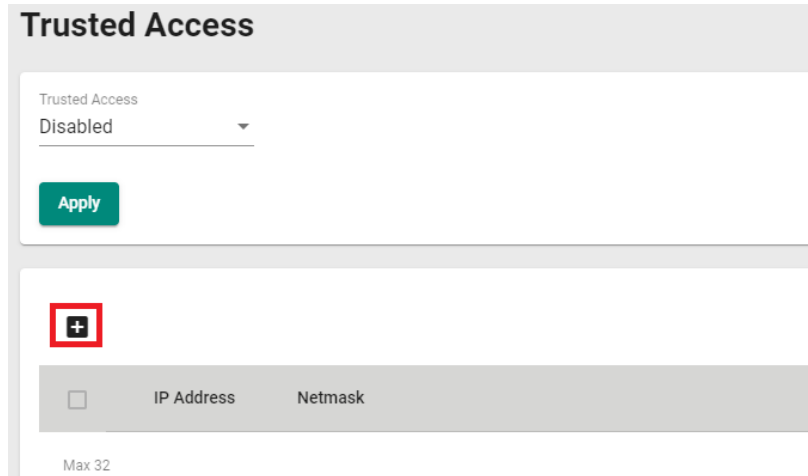 Trusted Access
Trusted Access
Disabled
Apply
IP Address Netmask
Max 32